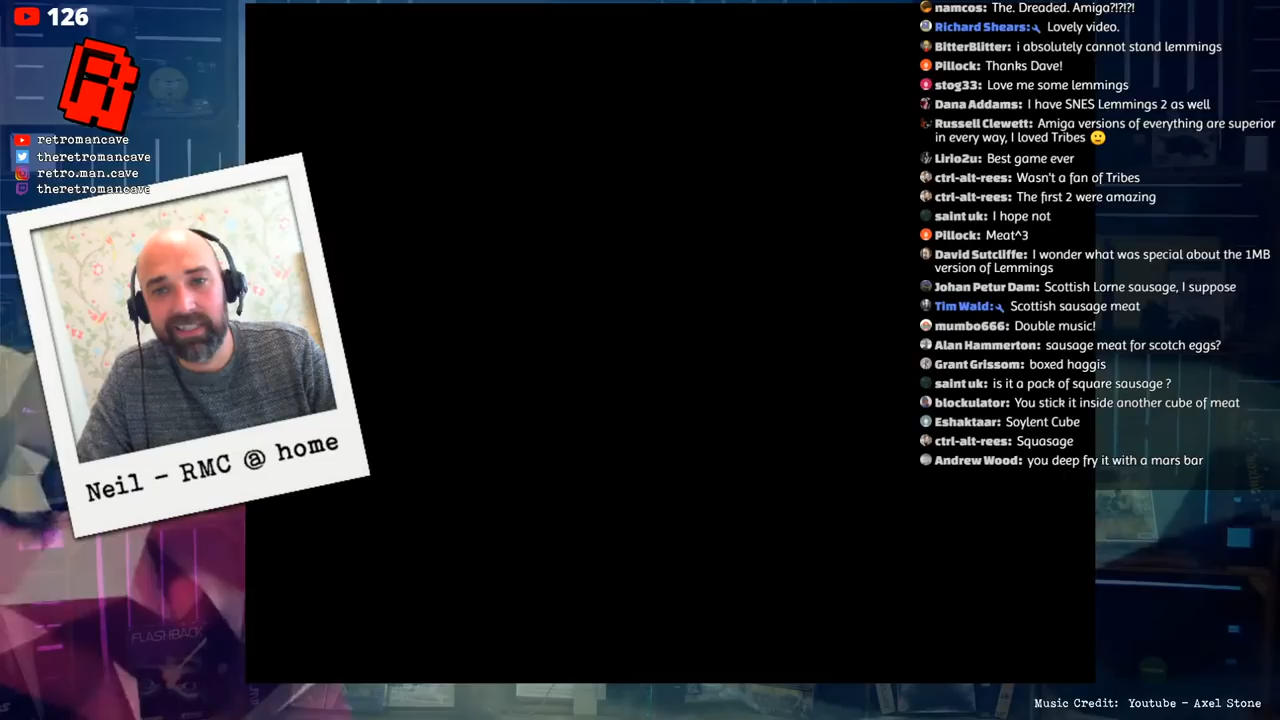 126
retromancave
theretromancave
retro.man.cave
theretromancave
Neil - RMC @ home
namcos: The. Dreaded. Amiga?!?!?!
Richard Shears: Lovely video.
BitterBlitter: i absolutely cannot stand lemmings
Pillock: Thanks Dave!
stog33: Love me some lemmings
Dana Addams: I have SNES Lemmings 2 as well
Russell Clewett: Amiga versions of everything are superior
in every way, I loved Tribes 🙂
Lirio2u: Best game ever
ctrl-alt-rees: Wasn't a fan of Tribes
ctrl-alt-rees: The first 2 were amazing
saint uk: I hope not
Pillock: Meat^3
David Sutcliffe: I wonder what was special about the 1MB
version of Lemmings
Johan Petur Dam: Scottish Lorne sausage, I suppose
Tim Wald: Scottish sausage meat
mumbo666: Double music!
Alan Hammerton: sausage meat for scotch eggs?
Grant Grissom: boxed haggis
saint uk: is it a pack of square sausage ?
blockulator: You stick it inside another cube of meat
Eshaktaar: Soylent Cube
ctrl-alt-rees: Squasage
Andrew Wood: you deep fry it with a mars bar
FLASHBACK
Music Credit: Youtube - Axel Stone